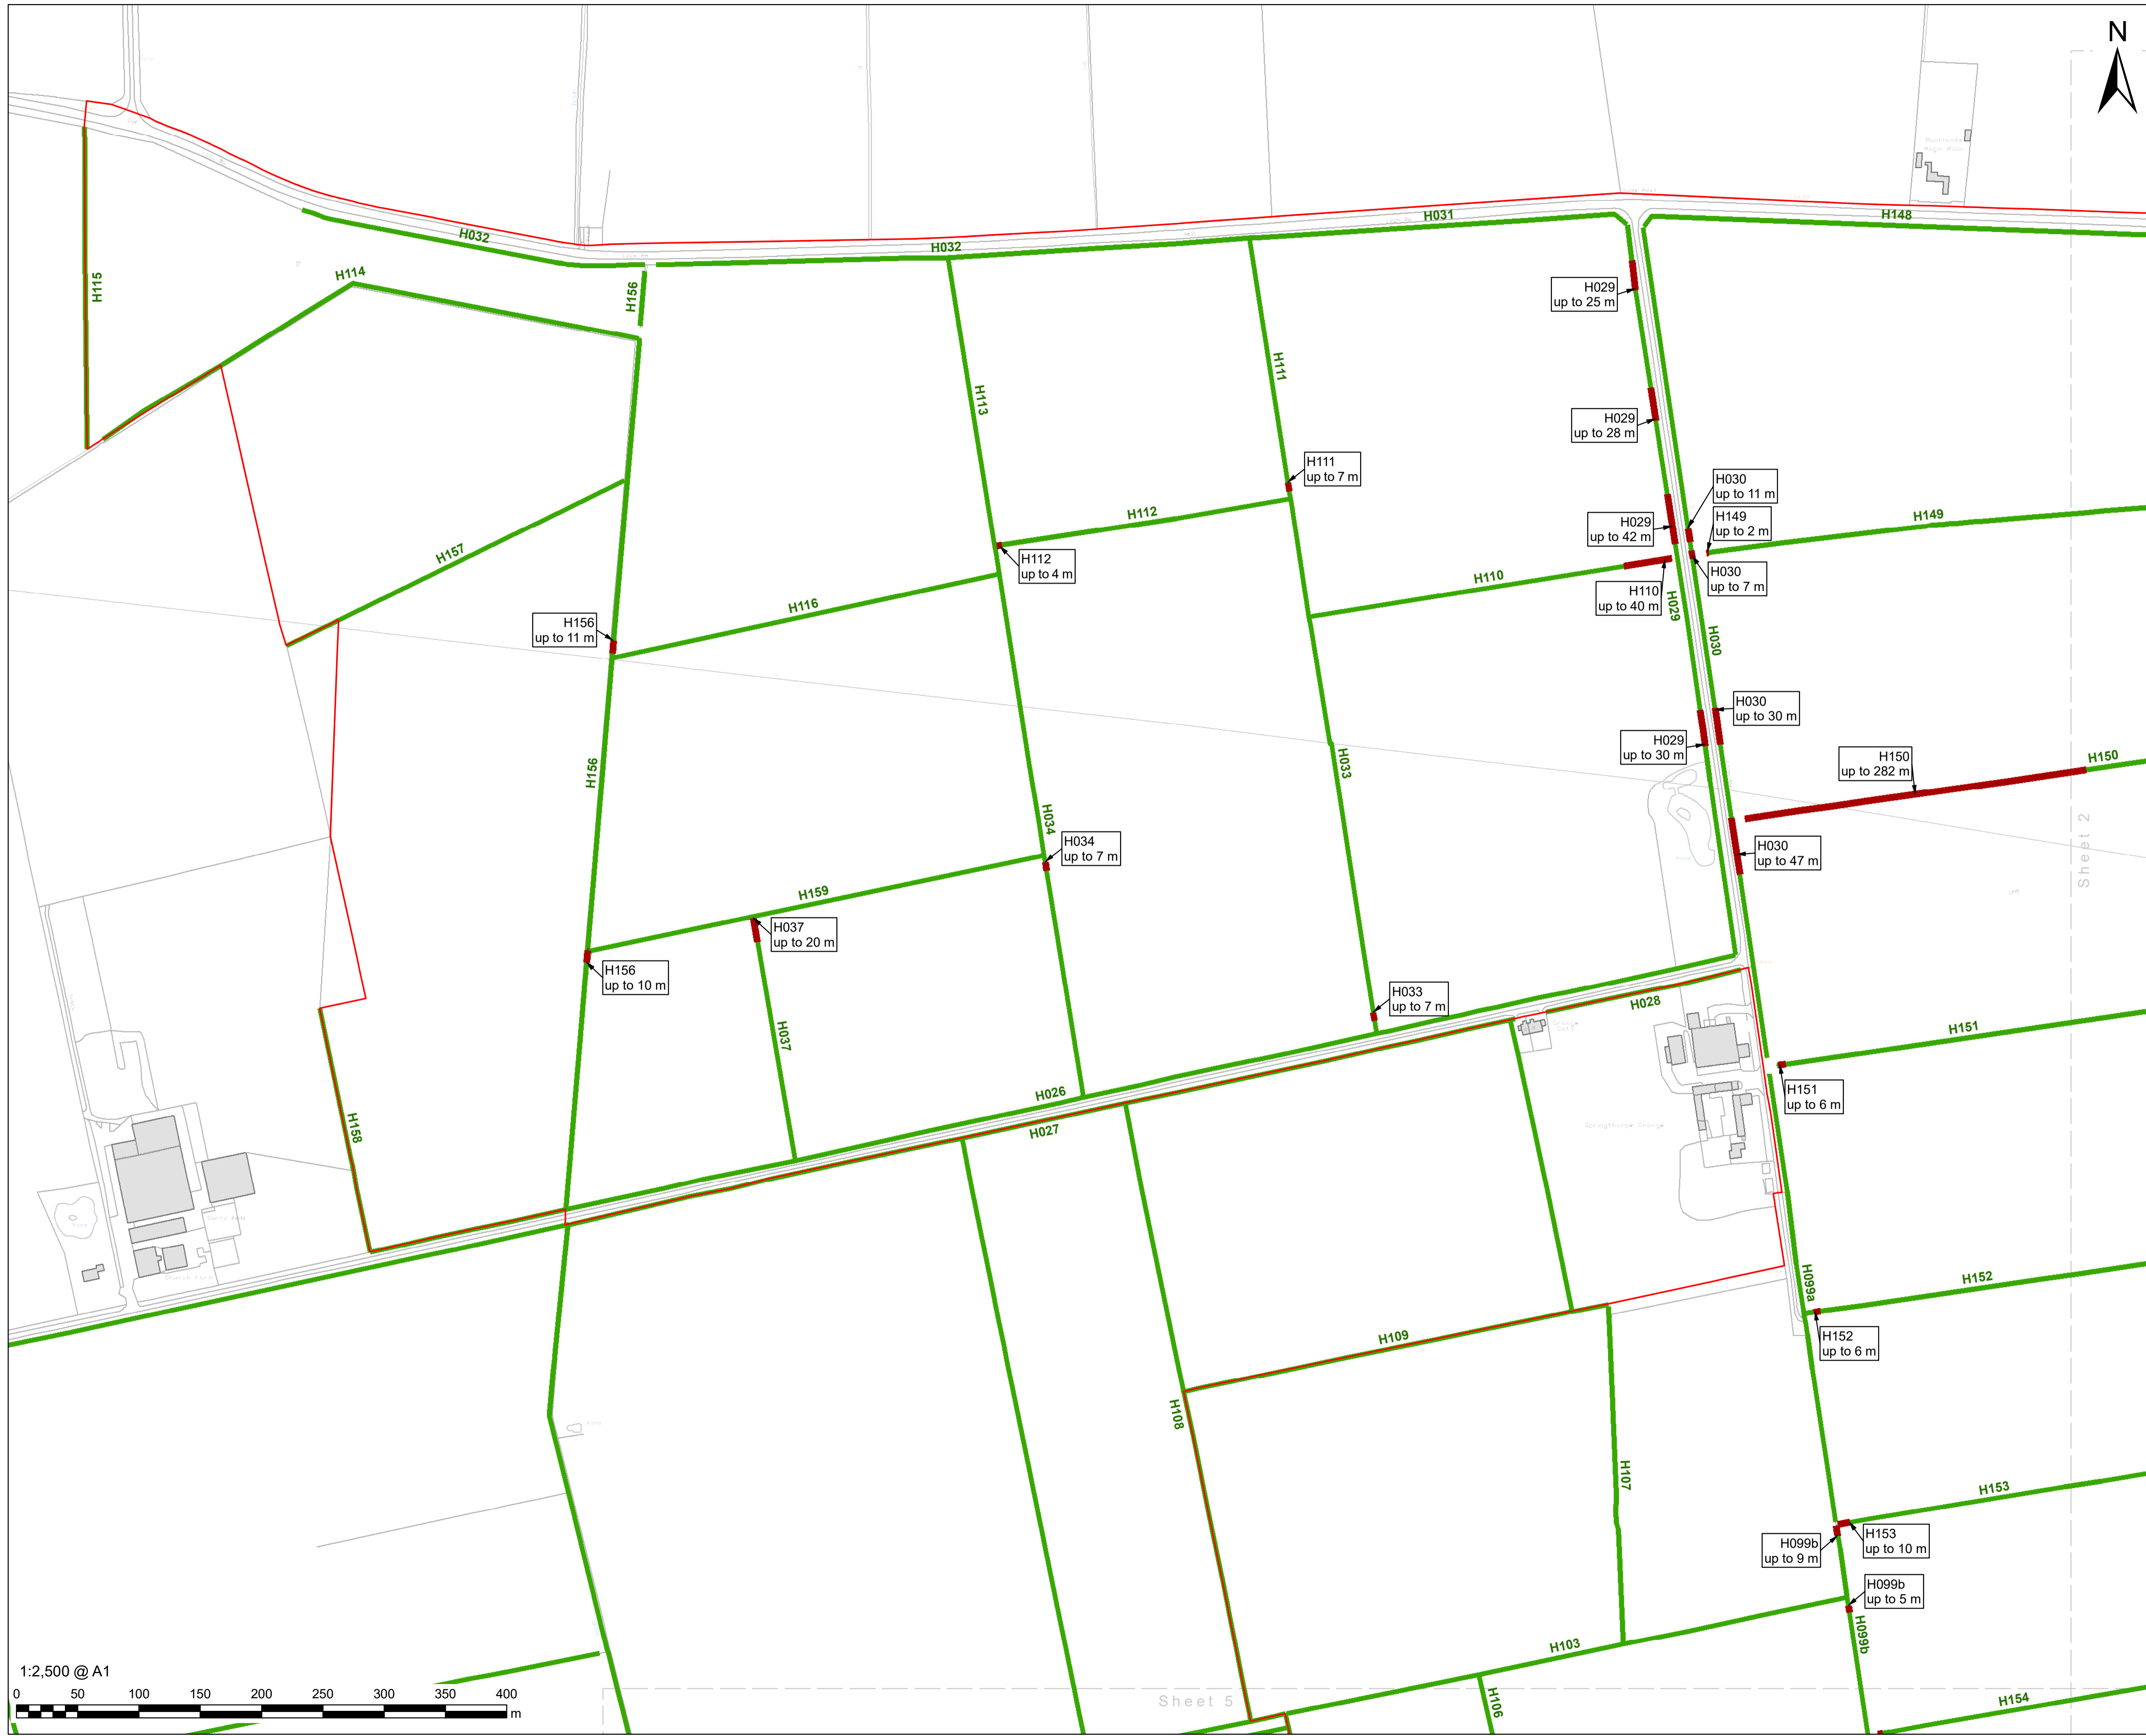 N
H031
H148
H032
H032
H115
H114
H156
H029
up to 25 m
H113
H111
H029
up to 28 m
H111
up to 7 m
H030
up to 11 m
H029
up to 42 m
H149
up to 2 m
H149
H112
H157
H112
up to 4 m
H110
H030
up to 7 m
H110
up to 40 m
H029
H116
H156
up to 11 m
H030
H030
up to 30 m
H029
up to 30 m
H150
up to 282 m
H150
H156
H033
H034
H034
up to 7 m
H030
up to 47 m
Sheet 2
H159
H037
up to 20 m
H156
up to 10 m
H033
up to 7 m
H028
H037
H151
H151
up to 6 m
H026
H027
H158
Springthorpe Grange
Church Farm
H099a
H152
H152
up to 6 m
H109
H108
H107
H153
H153
up to 10 m
H099b
up to 9 m
H099b
up to 5 m
H099b
H103
H106
H154
Sheet 5
1:2,500 @ A1
0 50 100 150 200 250 300 350 400
m